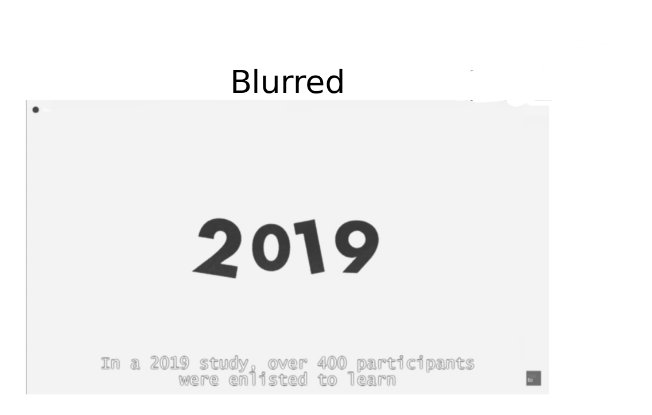 Blurred
2019
In a 2019 study, over 400 participants
were enlisted to learn